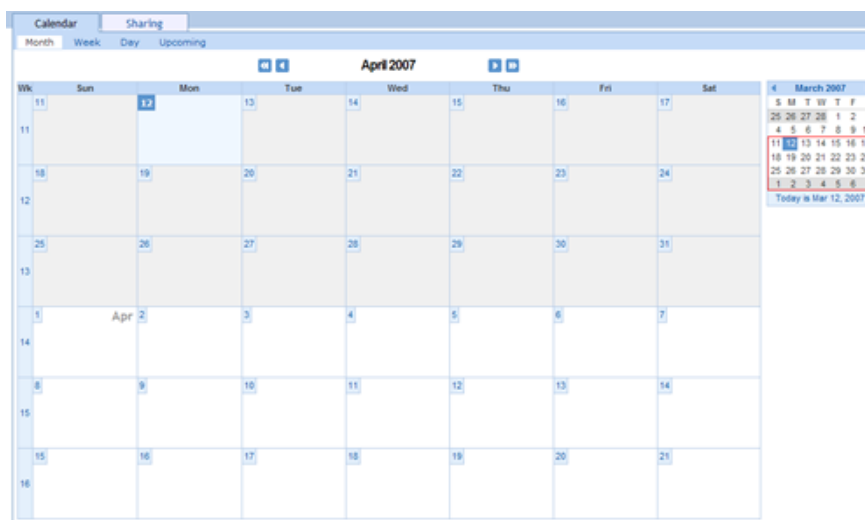 Calendar Sharing
Month Week Day Upcoming
April 2007
Wk Sun Mon Tue Wed Thu Fri Sat
11 12 13 14 15 16 17
11
18 19 20 21 22 23 24
12
25 26 27 28 29 30 31
13
1 Apr 2 3 4 5 6 7
14
8 9 10 11 12 13 14
15
15 16 17 18 19 20 21
16
March 2007
S M T W T F
25 26 27 28 1 2
4 5 6 7 8 9
11 12 13 14 15 16
18 19 20 21 22 23
25 26 27 28 29 30
1 2 3 4 5 6
Today is Mar 12, 2007